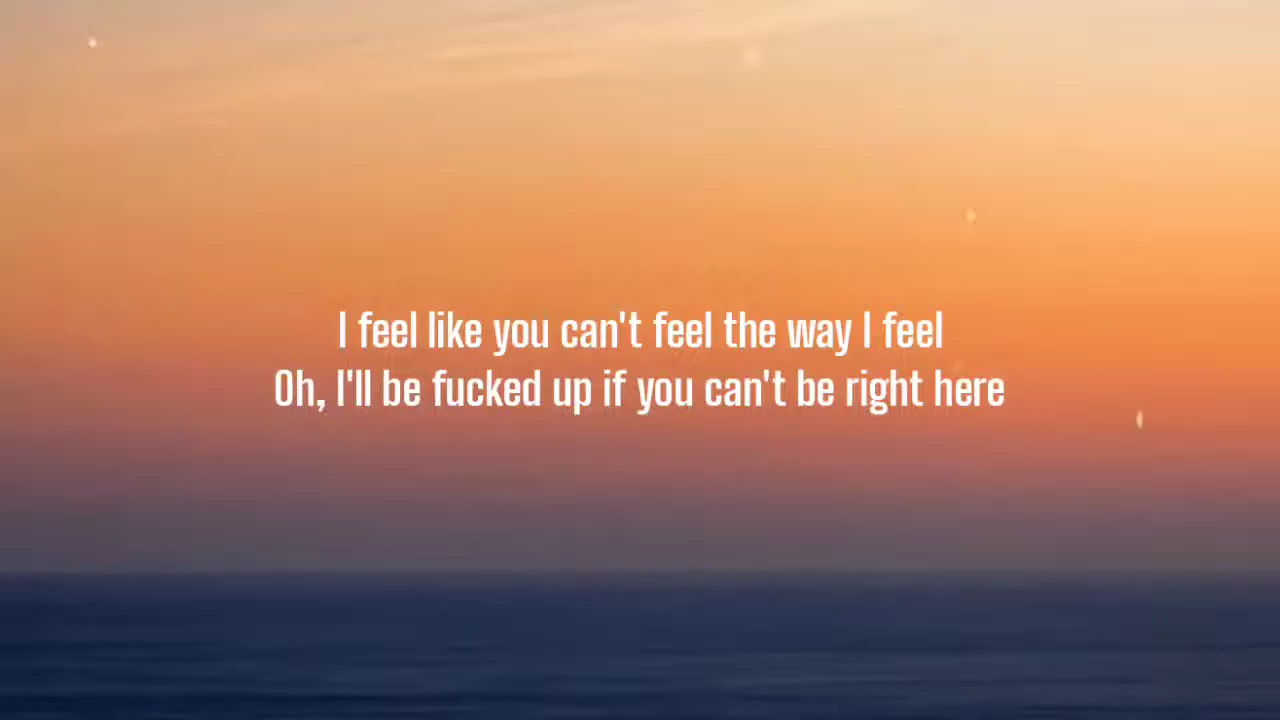 I feel like you can't feel the way I feel
Oh, I'll be fucked up if you can't be right here